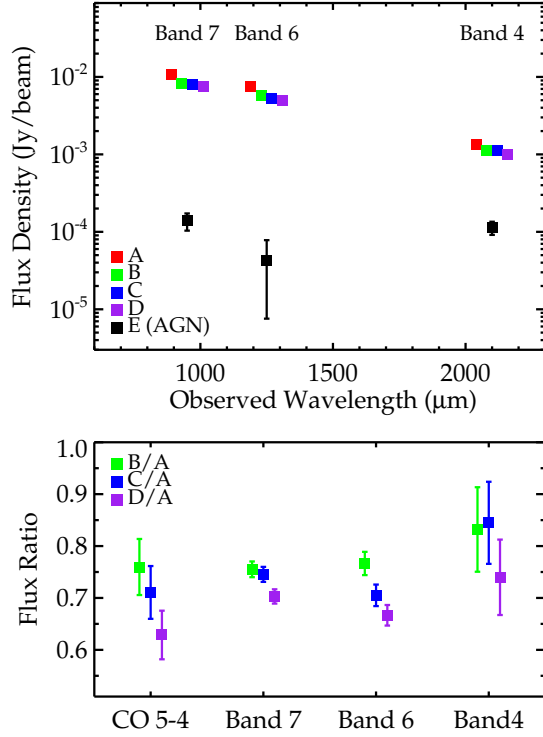 Band 7 Band 6 Band 4
10⁻²
10⁻³
10⁻⁴
10⁻⁵
Flux Density (Jy/beam)
A
B
C
D
E (AGN)
1000 1500 2000
Observed Wavelength (μm)
1.0
0.9
0.8
0.7
0.6
Flux Ratio
B/A
C/A
D/A
CO 5-4 Band 7 Band 6 Band4